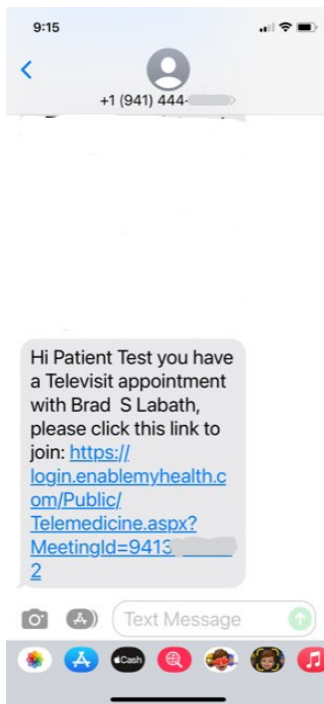 9:15
+1 (941) 444-
Hi Patient Test you have
a Televisit appointment
with Brad S Labath,
please click this link to
join: https://
login.enablemyhealth.c
om/Public/
Telemedicine.aspx?
MeetingId=9413
2
Text Message
Cash